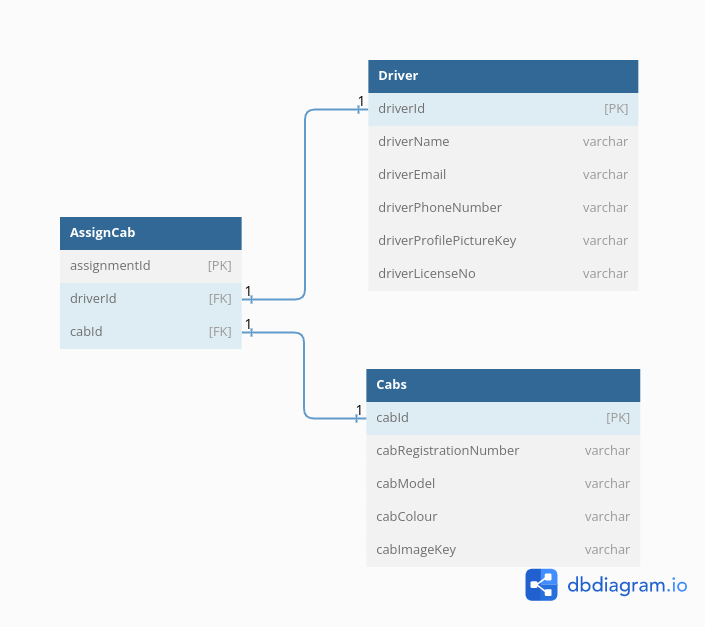 Driver
driverId [PK]
driverName varchar
driverEmail varchar
driverPhoneNumber varchar
driverProfilePictureKey varchar
driverLicenseNo varchar
1
AssignCab
assignmentId [PK]
driverId [FK]
cabId [FK]
1
1
Cabs
cabId [PK]
cabRegistrationNumber varchar
cabModel varchar
cabColour varchar
cabImageKey varchar
1
dbdiagram.io